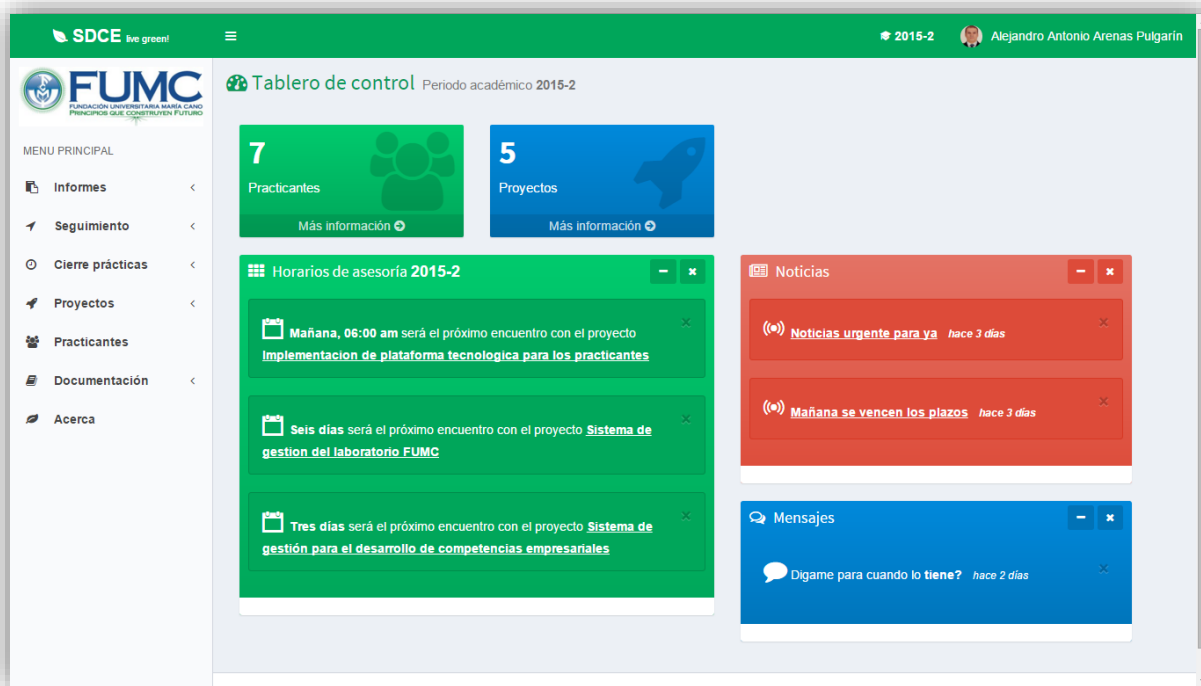 SDCE live green!
2015-2
Alejandro Antonio Arenas Pulgarín
FUMC
FUNDACIÓN UNIVERSITARIA MARÍA CANO
PRINCIPIOS QUE CONSTRUYEN FUTURO
MENU PRINCIPAL
Informes
Seguimiento
Cierre prácticas
Proyectos
Practicantes
Documentación
Acerca
Tablero de control Periodo académico 2015-2
7
Practicantes
Más información
5
Proyectos
Más información
Horarios de asesoría 2015-2
Mañana, 06:00 am será el próximo encuentro con el proyecto
Implementacion de plataforma tecnologica para los practicantes
Seis días será el próximo encuentro con el proyecto Sistema de
gestion del laboratorio FUMC
Tres días será el próximo encuentro con el proyecto Sistema de
gestión para el desarrollo de competencias empresariales
Noticias
Noticias urgente para ya hace 3 días
Mañana se vencen los plazos hace 3 días
Mensajes
Digame para cuando lo tiene? hace 2 días